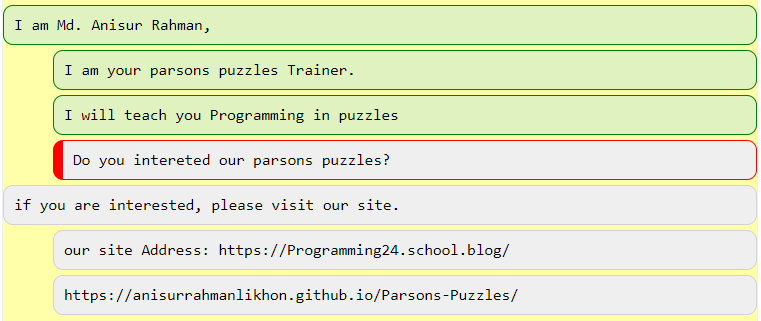 I am Md. Anisur Rahman,
I am your parsons puzzles Trainer.
I will teach you Programming in puzzles
Do you intereted our parsons puzzles?
if you are interested, please visit our site.
our site Address: https://Programming24.school.blog/
https://anisurrahmanlikhon.github.io/Parsons-Puzzles/